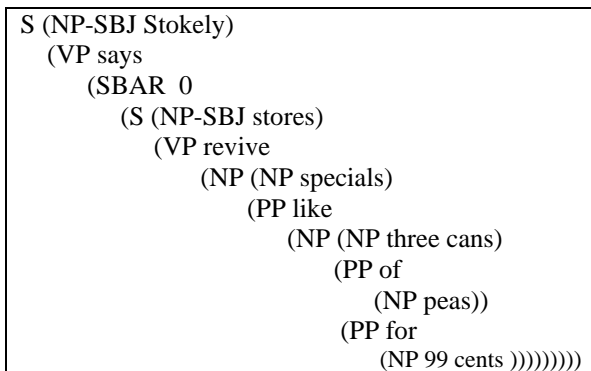 S (NP-SBJ Stokely)
(VP says
(SBAR 0
(S (NP-SBJ stores)
(VP revive
(NP (NP specials)
(PP like
(NP (NP three cans)
(PP of
(NP peas))
(PP for
(NP 99 cents )))))))))